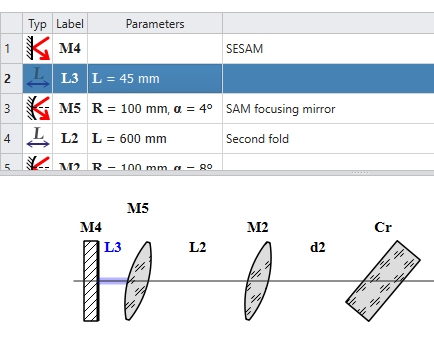 Typ Label Parameters
1 M4 SESAM
2 L L3 L = 45 mm
3 M5 R = 100 mm, α = 4° SAM focusing mirror
4 L L2 L = 600 mm Second fold
5 M2 R = 100 mm, α = 8°
M5
M4 M2 Cr
L3 L2 d2